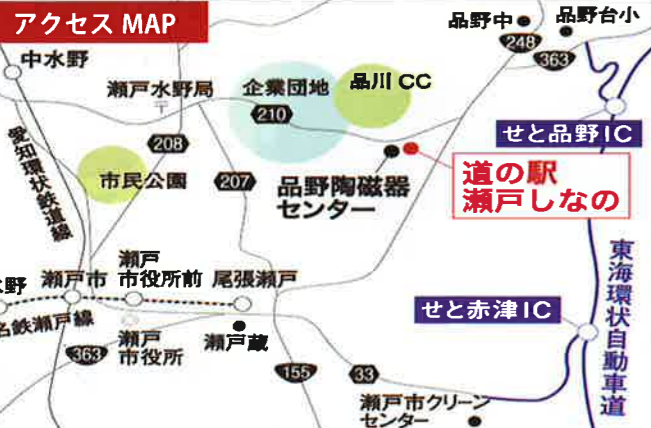 アクセス MAP
品野中
品野台小
248
363
中水野
瀬戸水野局
企業団地
品川 CC
210
せと品野IC
愛知環状鉄道線
208
市民公園
207
品野陶磁器
センター
道の駅
瀬戸しなの
東海環状自動車道
瀬戸市
瀬戸
市役所前
尾張瀬戸
せと赤津IC
名鉄瀬戸線
363
瀬戸
市役所
瀬戸蔵
155
33
瀬戸市クリーン
センター